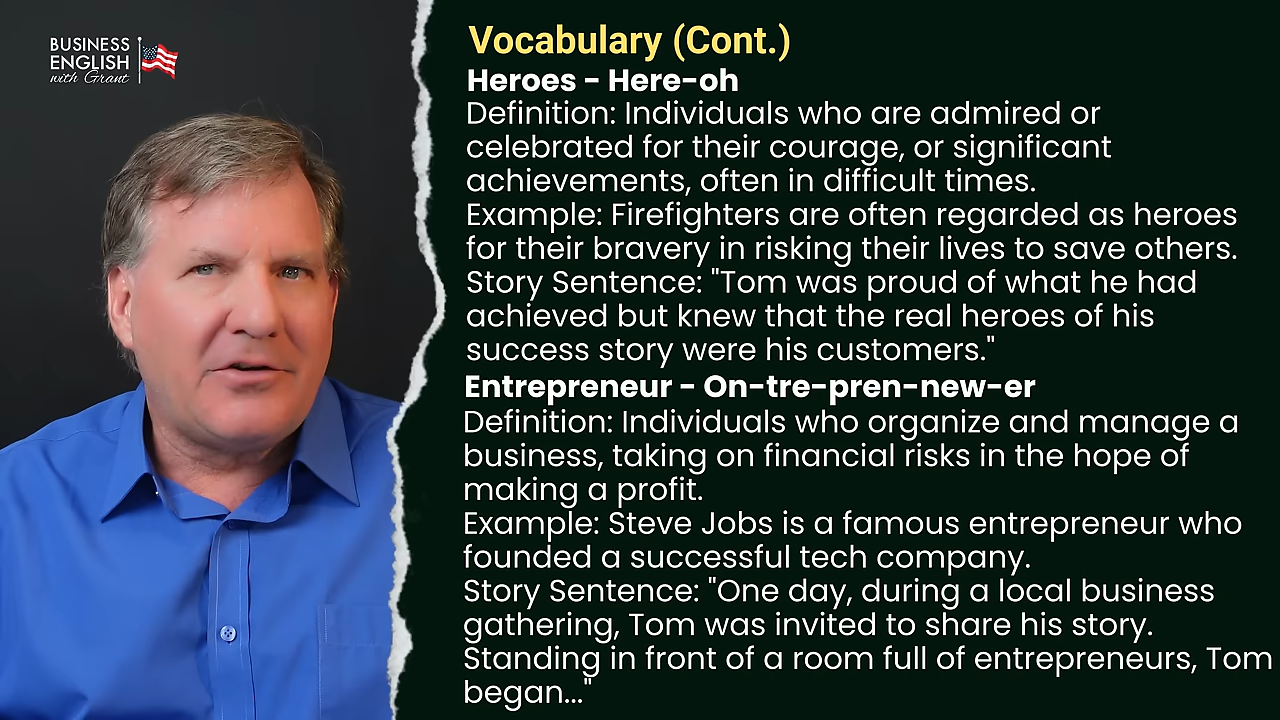 BUSINESS
ENGLISH
with Grant
Vocabulary (Cont.)
Heroes - Here-oh
Definition: Individuals who are admired or
celebrated for their courage, or significant
achievements, often in difficult times.
Example: Firefighters are often regarded as heroes
for their bravery in risking their lives to save others.
Story Sentence: "Tom was proud of what he had
achieved but knew that the real heroes of his
success story were his customers."
Entrepreneur - On-tre-pren-new-er
Definition: Individuals who organize and manage a
business, taking on financial risks in the hope of
making a profit.
Example: Steve Jobs is a famous entrepreneur who
founded a successful tech company.
Story Sentence: "One day, during a local business
gathering, Tom was invited to share his story.
Standing in front of a room full of entrepreneurs, Tom
began..."